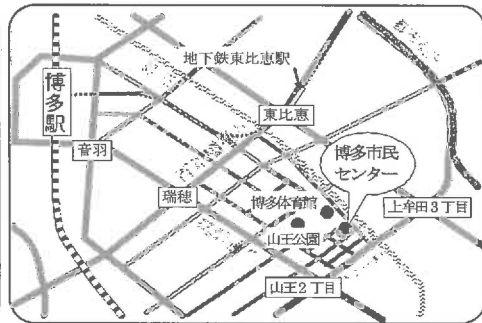 地下鉄東比恵駅
博多駅
東比恵
音羽
博多市民
センター
瑞穂
博多体育館
上牟田3丁目
山王公園
山王2丁目